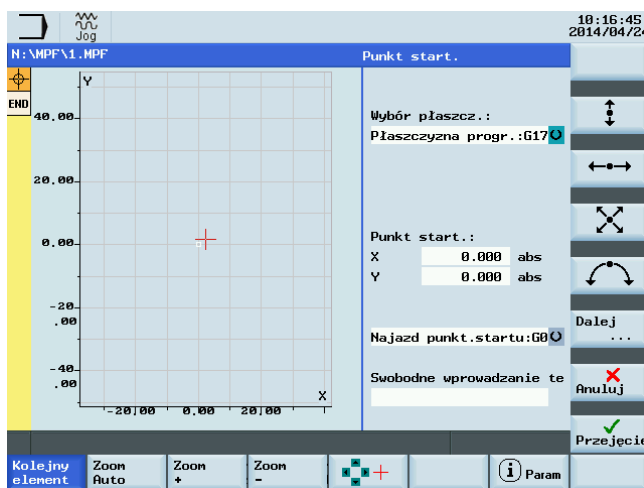 Jog
10:16:45
2014/04/24
N:\MPF\1.MPF
Punkt start.
Y
END
40.00
20.00
0.00
-20
.00
-40
.00
X
-20.00 0.00 20.00
Wybór płaszcz.:
Płaszczyzna progr.:G17
Punkt start.:
X 0.000 abs
Y 0.000 abs
Najazd punkt.startu:G0
Swobodne wprowadzanie te
Dalej
...
Anuluj
Przejęcie
Kolejny
element
Zoom
Auto
Zoom
+
Zoom
-
i Param